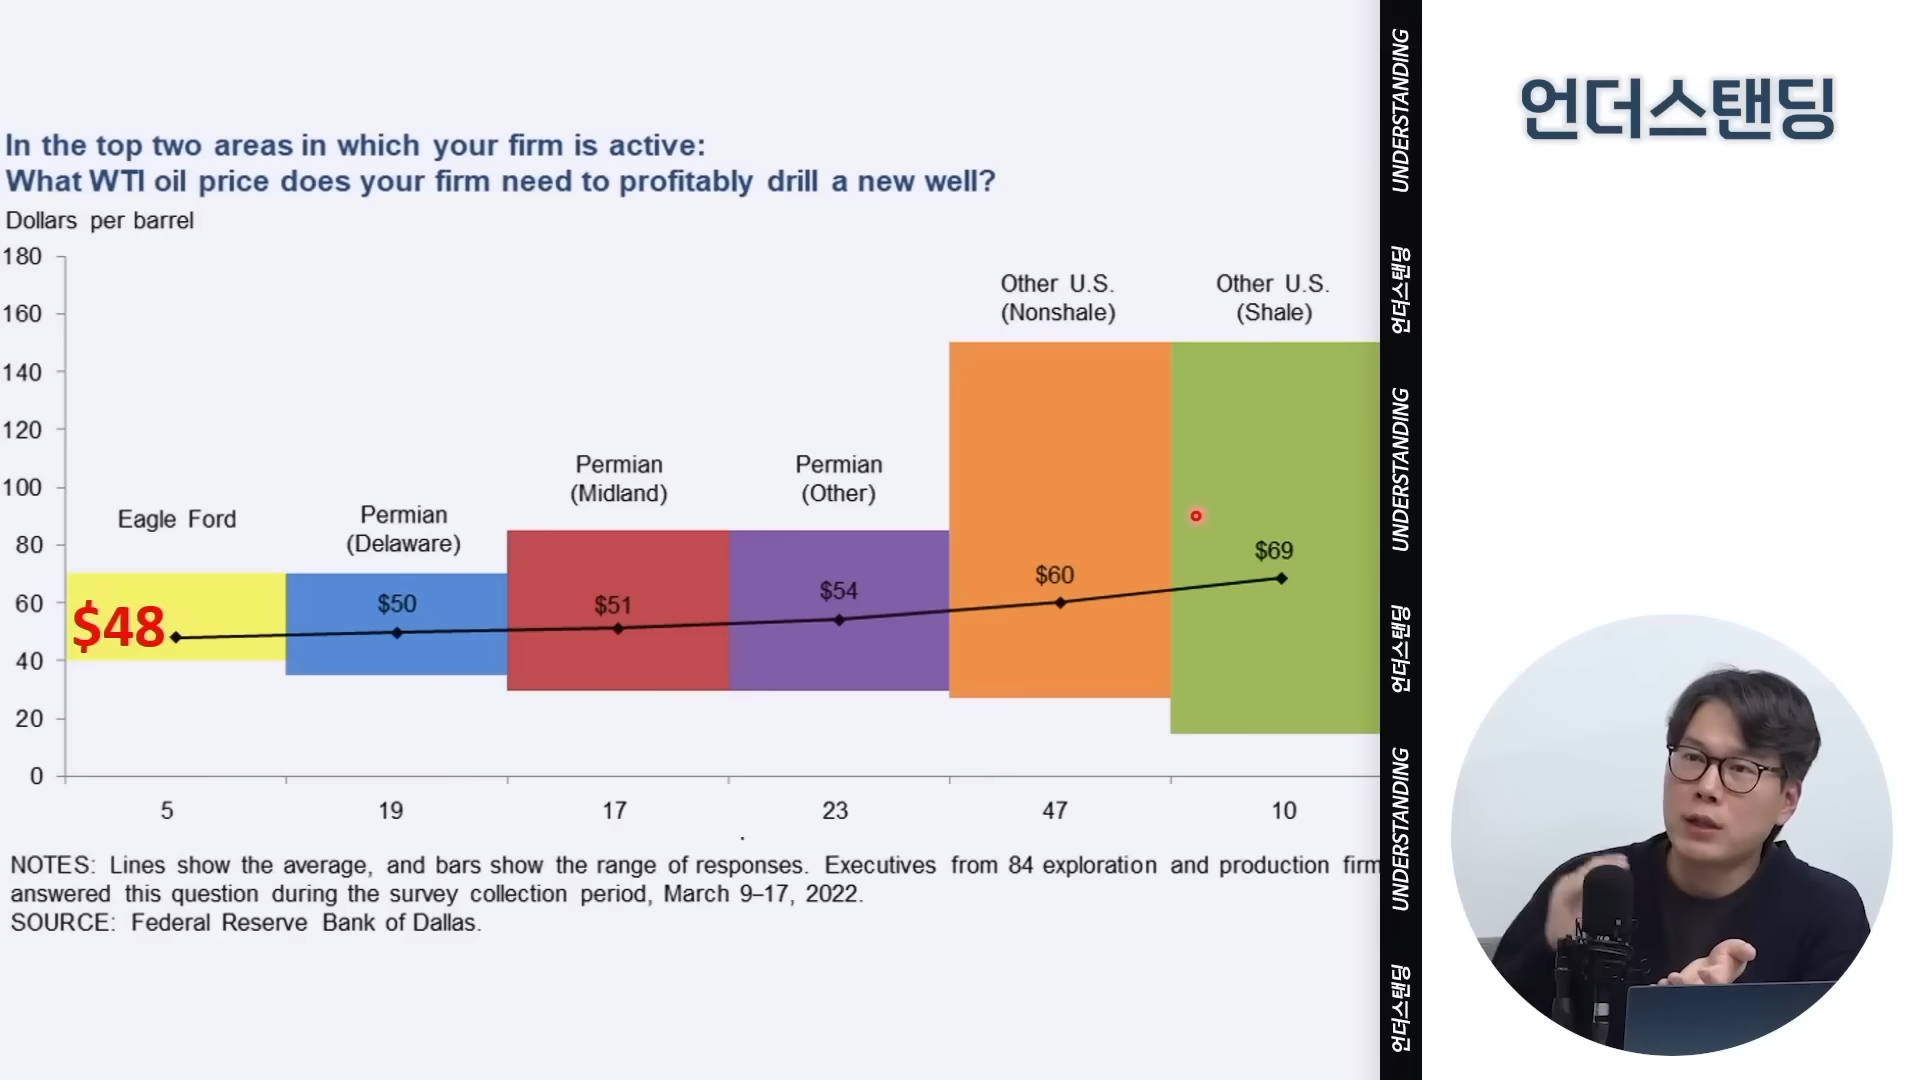 In the top two areas in which your firm is active:
What WTI oil price does your firm need to profitably drill a new well?
Dollars per barrel
180
160
140
120
100
80
60
40
20
0
Eagle Ford
Permian
(Delaware)
Permian
(Midland)
Permian
(Other)
Other U.S.
(Nonshale)
Other U.S.
(Shale)
$48
$50
$51
$54
$60
$69
5
19
17
23
47
10
NOTES: Lines show the average, and bars show the range of responses. Executives from 84 exploration and production firm
answered this question during the survey collection period, March 9–17, 2022.
SOURCE: Federal Reserve Bank of Dallas.
UNDERSTANDING
언더스탠딩
UNDERSTANDING
언더스탠딩
UNDERSTANDING
언더스탠딩
언더스탠딩